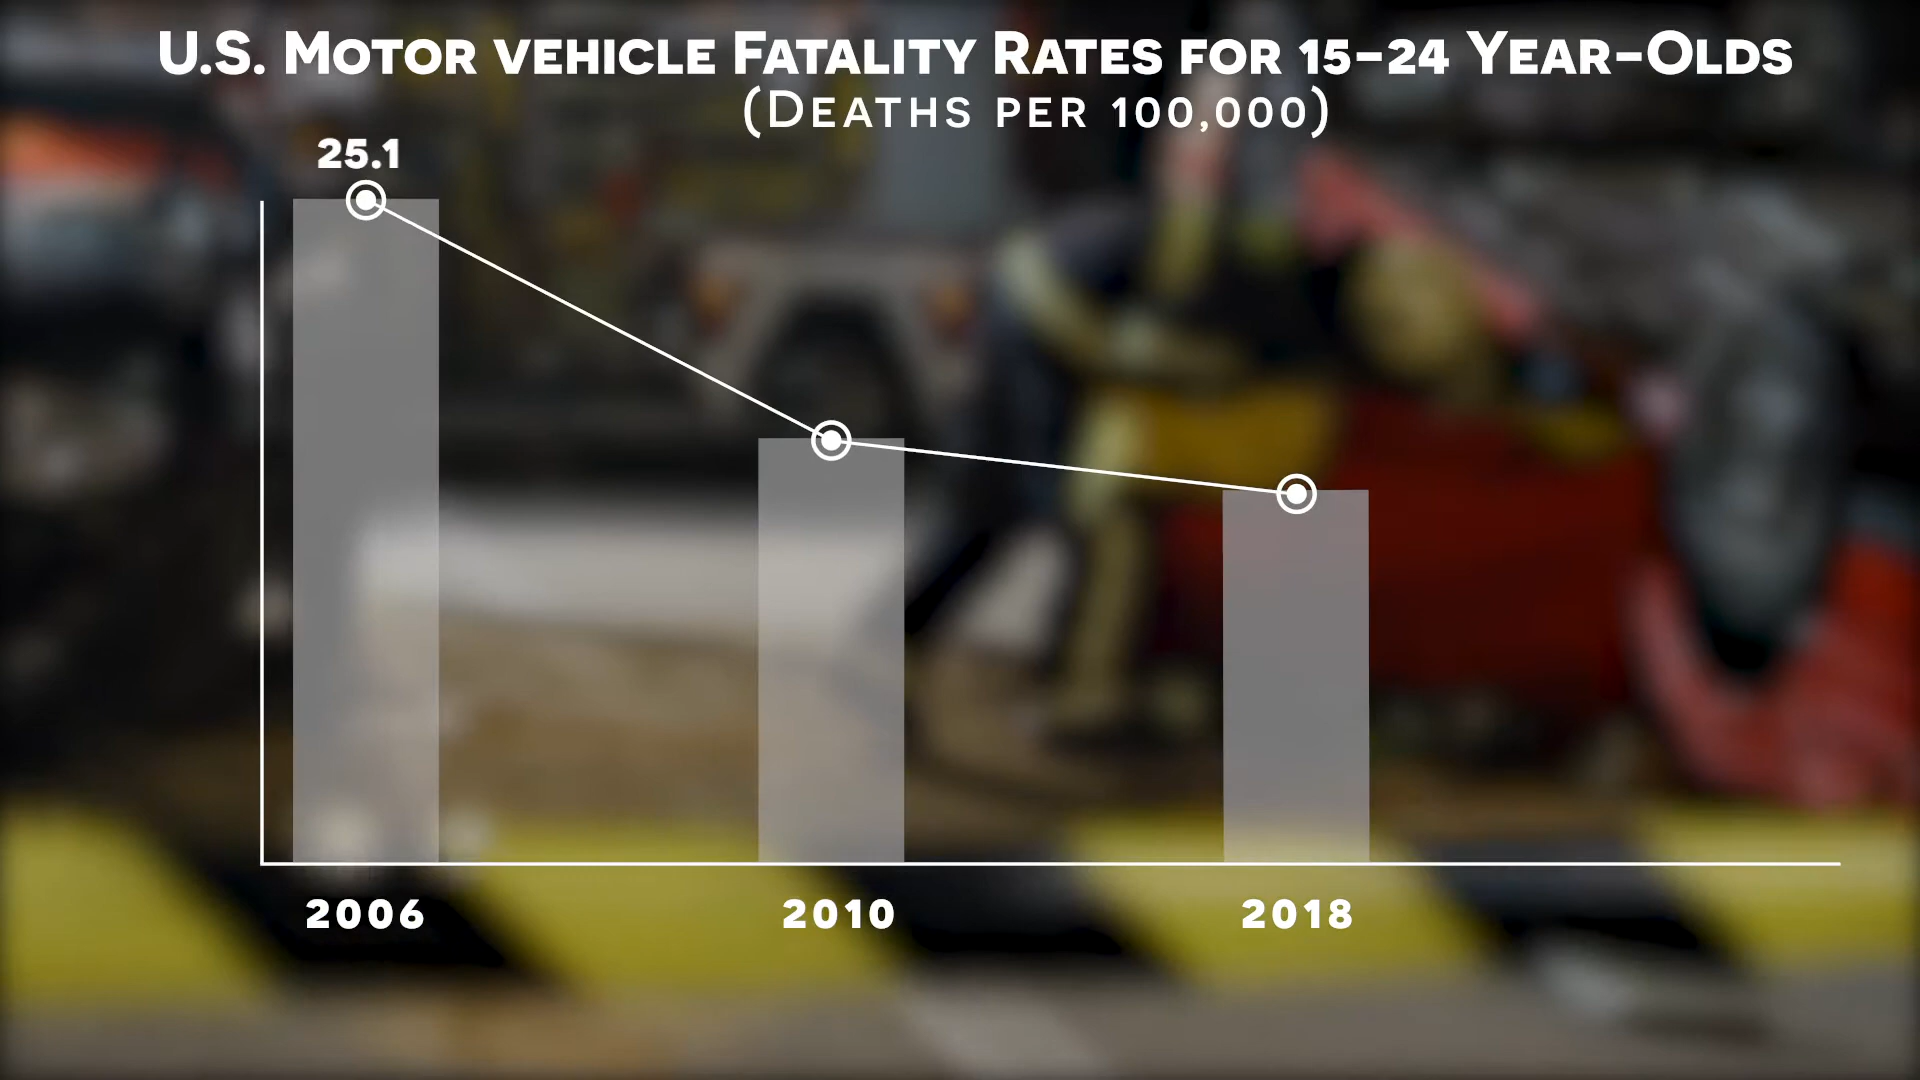 U.S. MOTOR VEHICLE FATALITY RATES FOR 15-24 YEAR-OLDS
(DEATHS PER 100,000)
25.1
2006 2010 2018